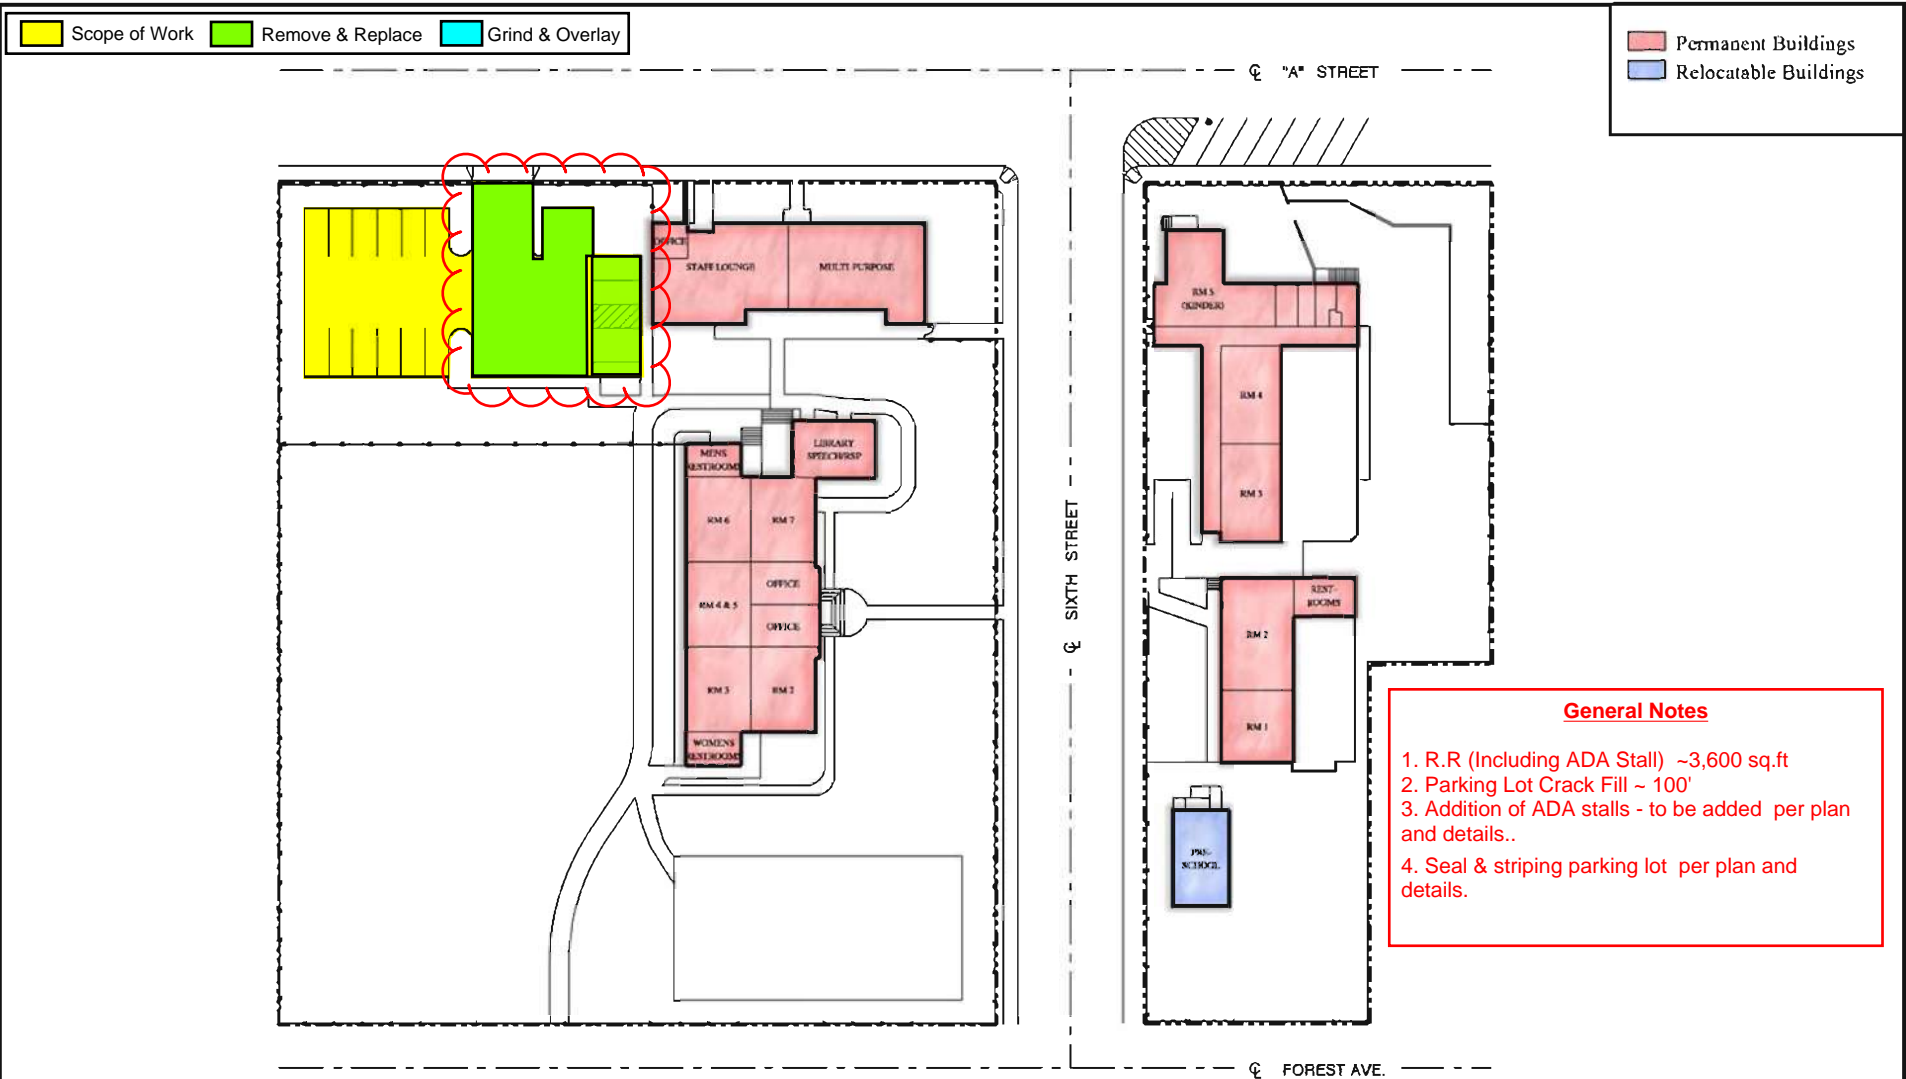 Scope of Work Remove & Replace Grind & Overlay
Permanent Buildings
Relocatable Buildings
℄ "A" STREET
OFFICE
STAFF LOUNGE
MULTI PURPOSE
RM 5
(KINDER)
RM 4
RM 3
LIBRARY
SPEECH/RSP
MENS
RESTROOMS
RM 6
RM 7
OFFICE
RM 4 & 5
OFFICE
RM 3
RM 2
WOMENS
RESTROOMS
℄ SIXTH STREET
REST-
ROOMS
RM 2
RM 1
PRE-
SCHOOL
General Notes
1. R.R (Including ADA Stall) ~3,600 sq.ft
2. Parking Lot Crack Fill ~ 100'
3. Addition of ADA stalls - to be added per plan
and details..
4. Seal & striping parking lot per plan and
details.
℄ FOREST AVE.